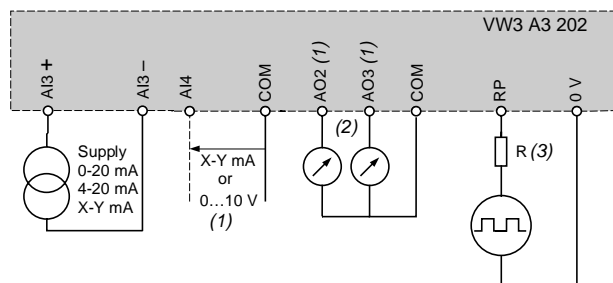 VW3 A3 202
AI3 +
AI3 –
AI4
COM
AO2 (1)
AO3 (1)
COM
RP
0 V
Supply
0-20 mA
4-20 mA
X-Y mA
X-Y mA
or
0...10 V
(1)
(2)
R (3)